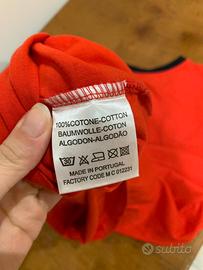 100%COTONE-COTTON
BAUMWOLLE-COTON
ALGODON-ALGODÃO
MADE IN PORTUGAL
FACTORY CODE M C 012231
subito